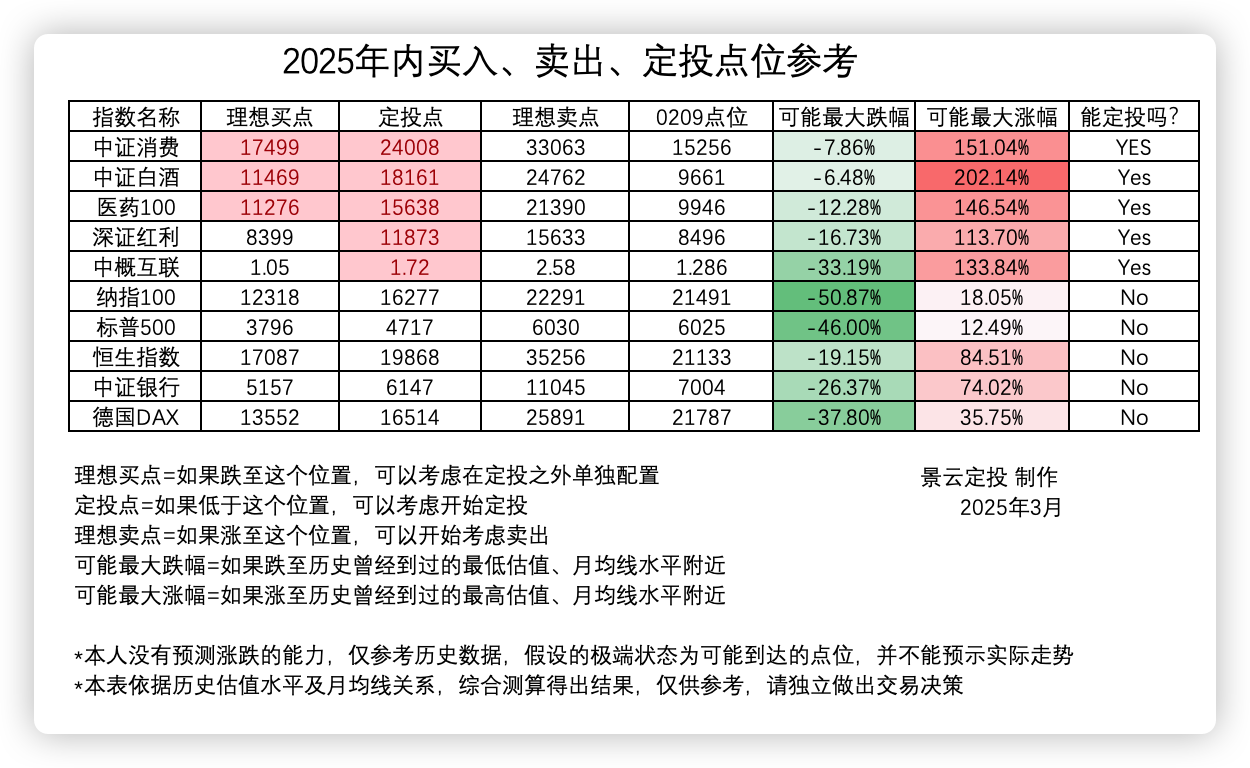 2025年内买入、卖出、定投点位参考
指数名称 理想买点 定投点 理想卖点 0209点位 可能最大跌幅 可能最大涨幅 能定投吗？
中证消费 17499 24008 33063 15256 -7.86% 151.04% YES
中证白酒 11469 18161 24762 9661 -6.48% 202.14% Yes
医药100 11276 15638 21390 9946 -12.28% 146.54% Yes
深证红利 8399 11873 15633 8496 -16.73% 113.70% Yes
中概互联 1.05 1.72 2.58 1.286 -33.19% 133.84% Yes
纳指100 12318 16277 22291 21491 -50.87% 18.05% No
标普500 3796 4717 6030 6025 -46.00% 12.49% No
恒生指数 17087 19868 35256 21133 -19.15% 84.51% No
中证银行 5157 6147 11045 7004 -26.37% 74.02% No
德国DAX 13552 16514 25891 21787 -37.80% 35.75% No
理想买点=如果跌至这个位置，可以考虑在定投之外单独配置
景云定投 制作
定投点=如果低于这个位置，可以考虑开始定投
2025年3月
理想卖点=如果涨至这个位置，可以开始考虑卖出
可能最大跌幅=如果跌至历史曾经到过的最低估值、月均线水平附近
可能最大涨幅=如果涨至历史曾经到过的最高估值、月均线水平附近
*本人没有预测涨跌的能力，仅参考历史数据，假设的极端状态为可能到达的点位，并不能预示实际走势
*本表依据历史估值水平及月均线关系，综合测算得出结果，仅供参考，请独立做出交易决策